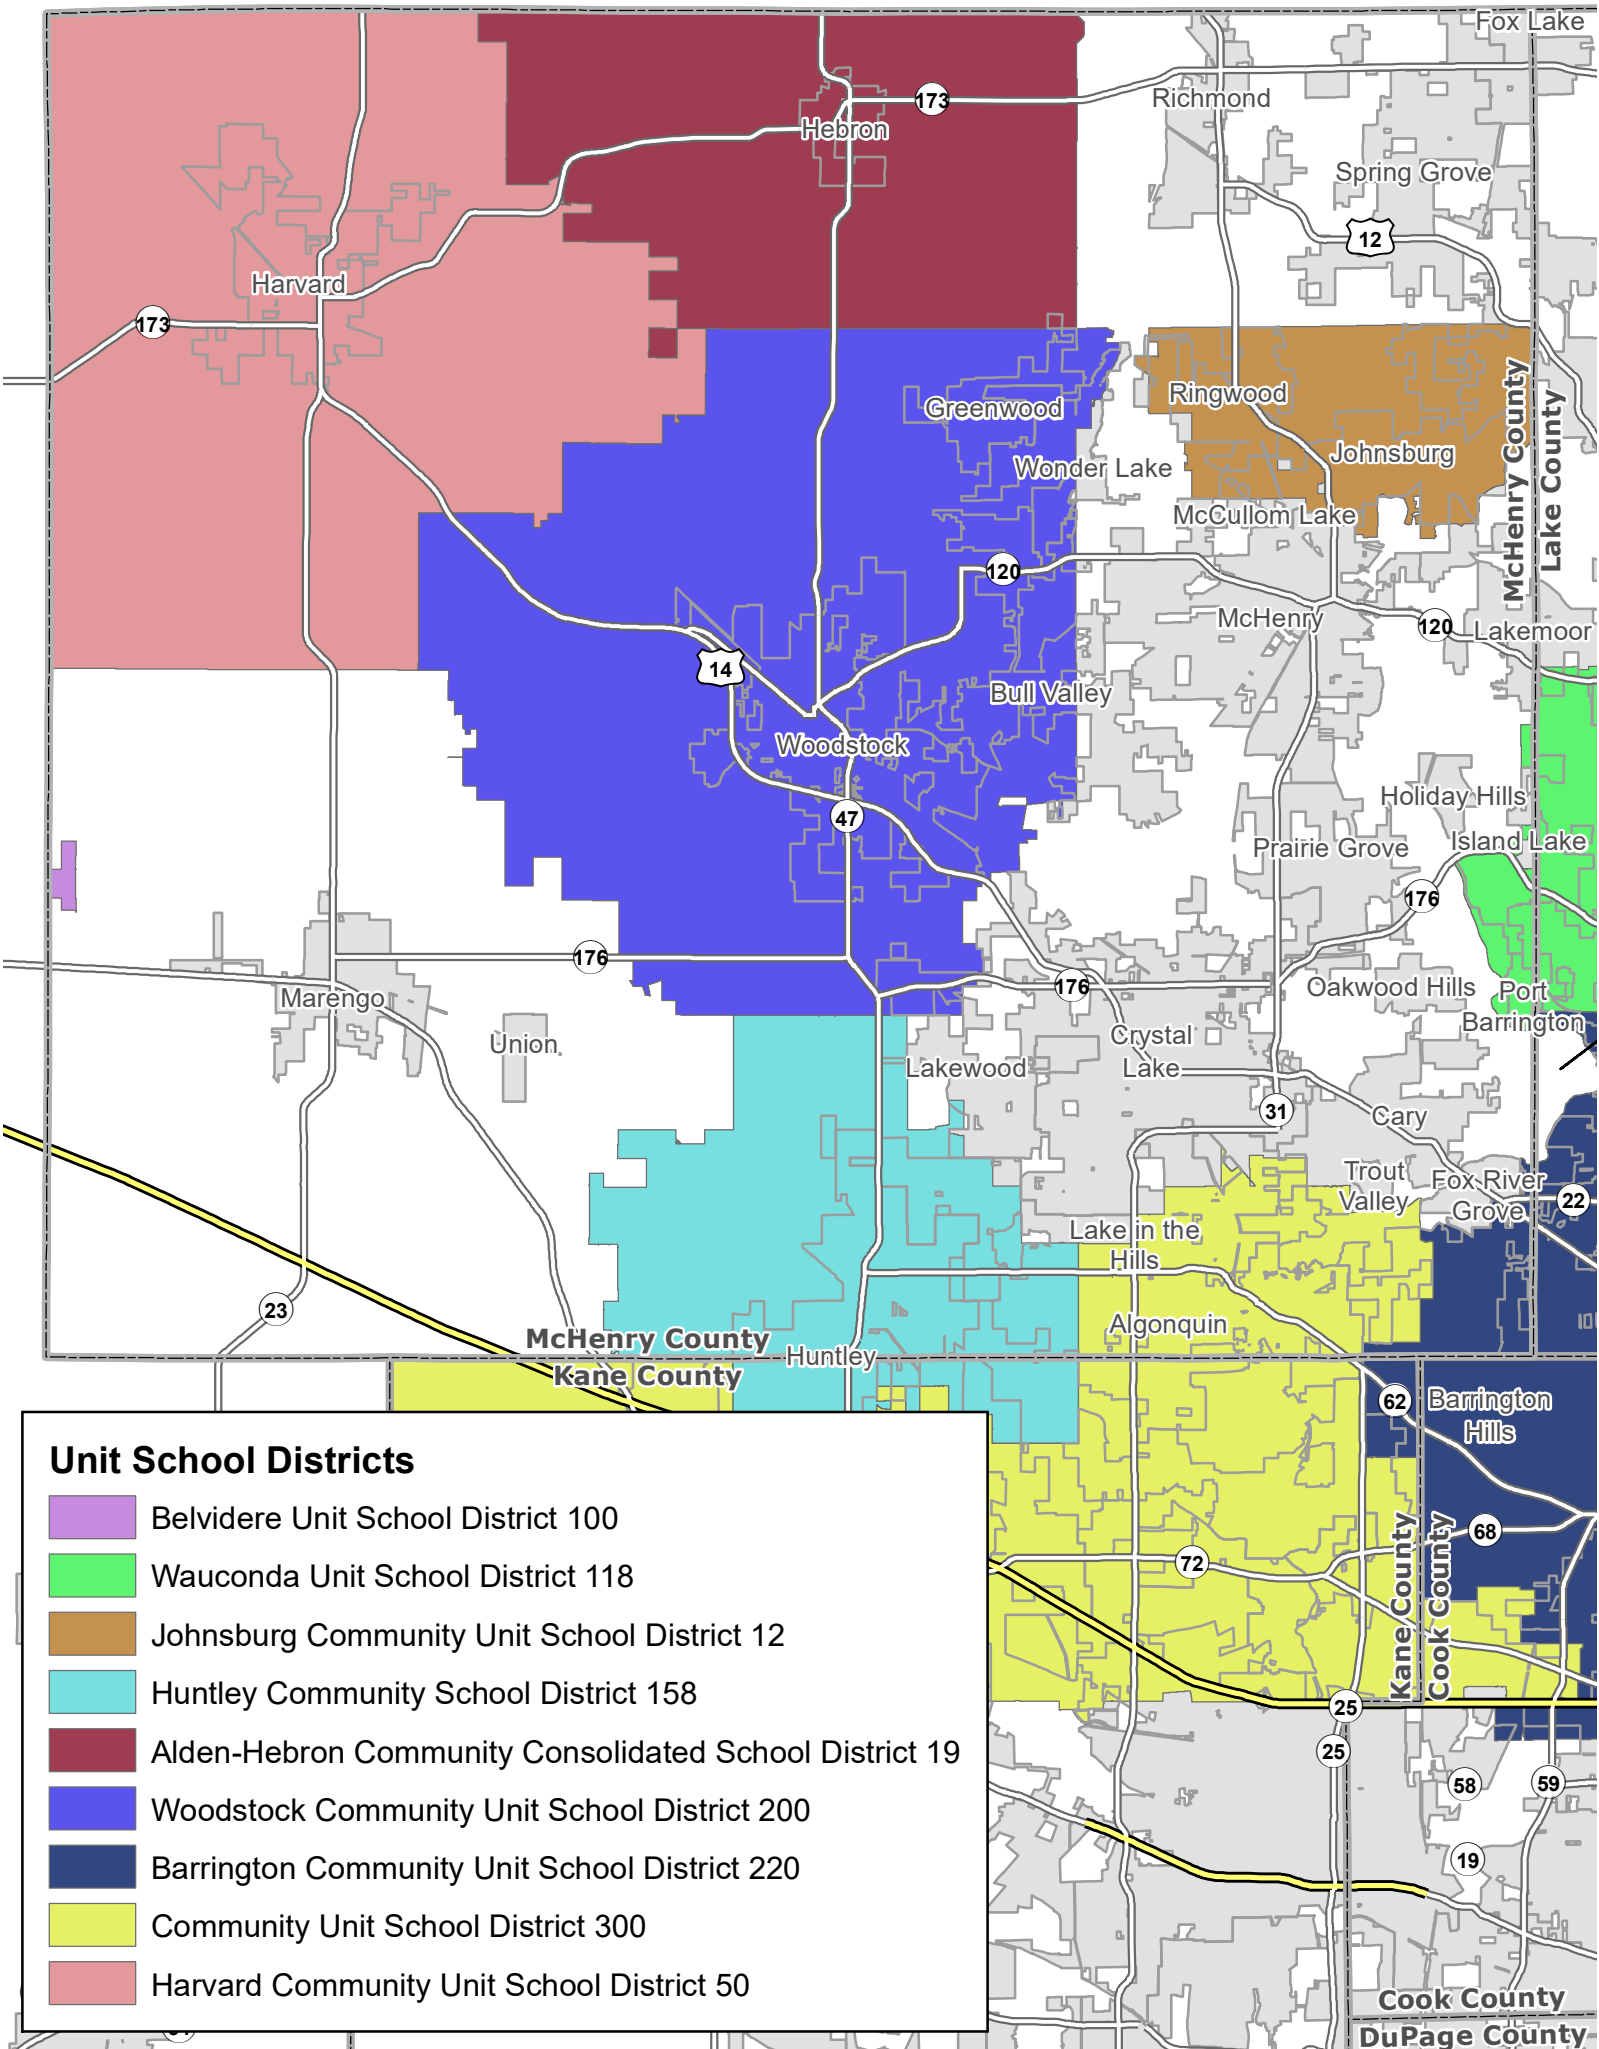 Fox Lake
173
Richmond
Hebron
Spring Grove
12
Harvard
173
Ringwood
Greenwood
Johnsburg
McHenry County
Lake County
Wonder Lake
McCullom Lake
120
McHenry
120
Lakemoor
14
Bull Valley
Woodstock
Holiday Hills
47
Prairie Grove
Island Lake
176
176
176
Marengo
Oakwood Hills
Port
Barrington
Union
Crystal
Lake
Lakewood
31
Cary
Trout
Valley
Fox River
Grove
22
Lake in the
Hills
23
Algonquin
McHenry County
Kane County
Huntley
62
Barrington
Hills
Unit School Districts
Belvidere Unit School District 100
Wauconda Unit School District 118
Johnsburg Community Unit School District 12
Huntley Community School District 158
Alden-Hebron Community Consolidated School District 19
Woodstock Community Unit School District 200
Barrington Community Unit School District 220
Community Unit School District 300
Harvard Community Unit School District 50
68
72
Kane County
Cook County
25
25
58
59
19
Cook County
DuPage County